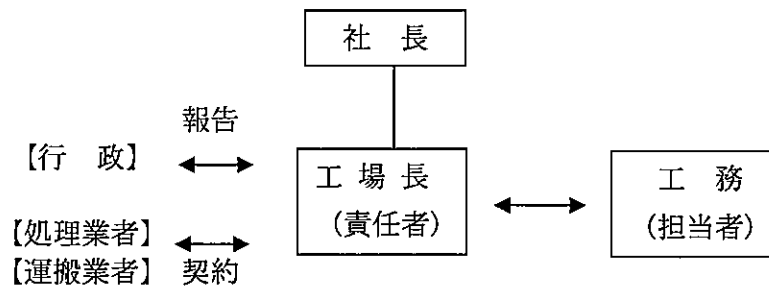 社　長
報告
【行　政】
工 場 長
(責任者)
工　務
(担当者)
【処理業者】
【運搬業者】 契約